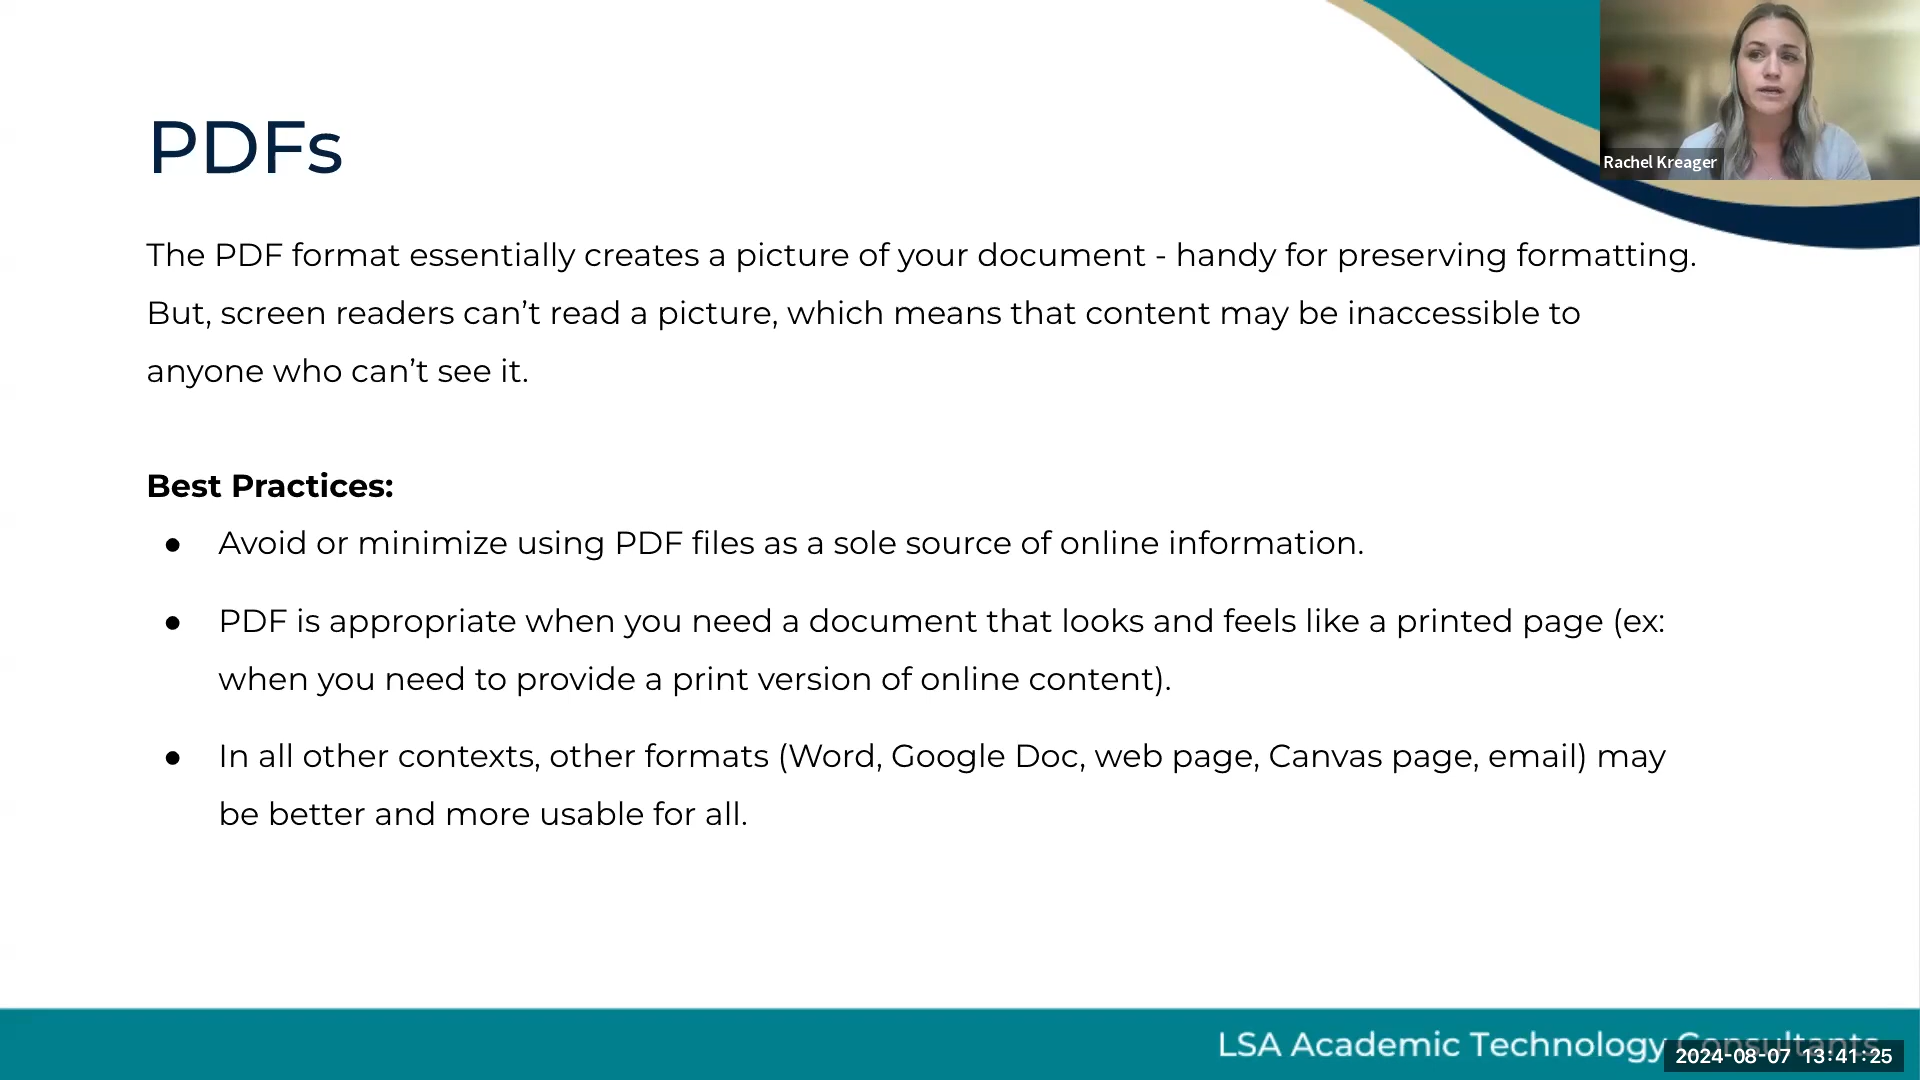 PDFs
Rachel Kreager
The PDF format essentially creates a picture of your document - handy for preserving formatting.
But, screen readers can’t read a picture, which means that content may be inaccessible to
anyone who can’t see it.
Best Practices:
● Avoid or minimize using PDF files as a sole source of online information.
● PDF is appropriate when you need a document that looks and feels like a printed page (ex:
when you need to provide a print version of online content).
● In all other contexts, other formats (Word, Google Doc, web page, Canvas page, email) may
be better and more usable for all.
LSA Academic Technology Consultants
2024-08-07 13:41:25